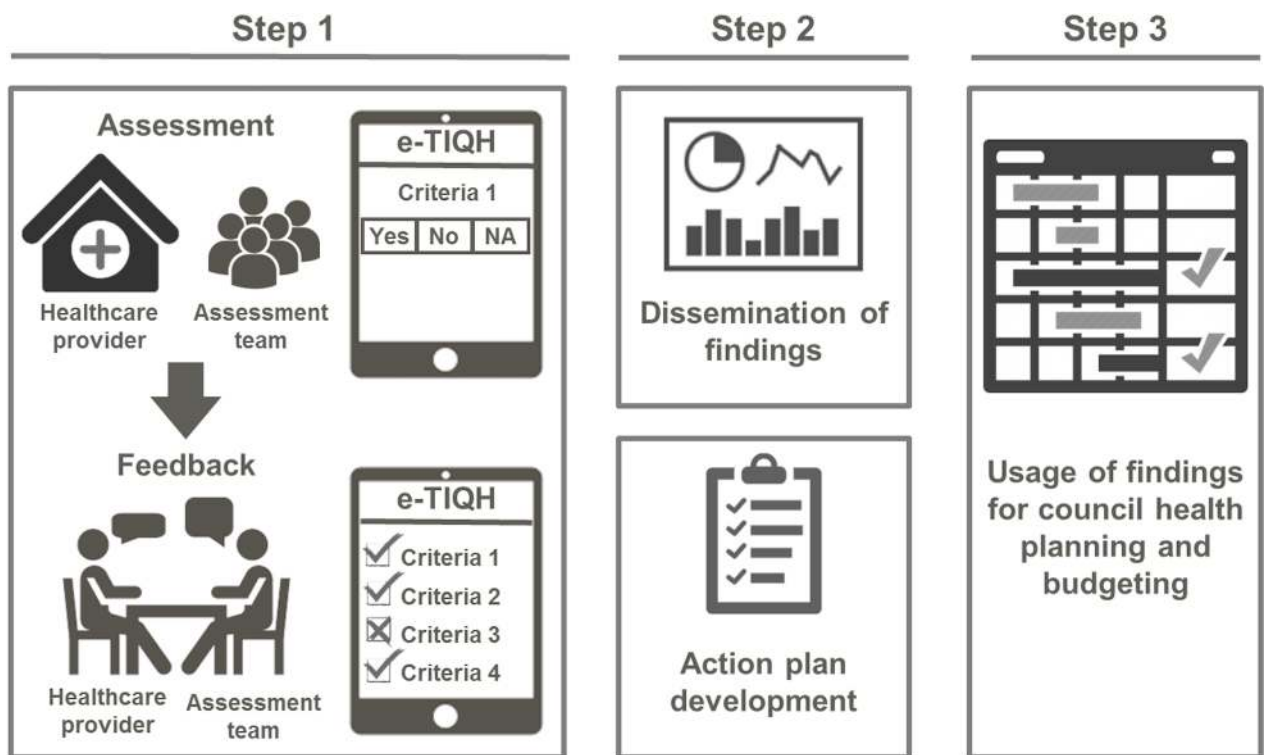 Step 1
Assessment
Healthcare
provider
Assessment
team
e-TIQH
Criteria 1
Yes No NA
Feedback
Healthcare
provider
Assessment
team
e-TIQH
Criteria 1
Criteria 2
Criteria 3
Criteria 4
Step 2
Dissemination of
findings
Action plan
development
Step 3
Usage of findings
for council health
planning and
budgeting